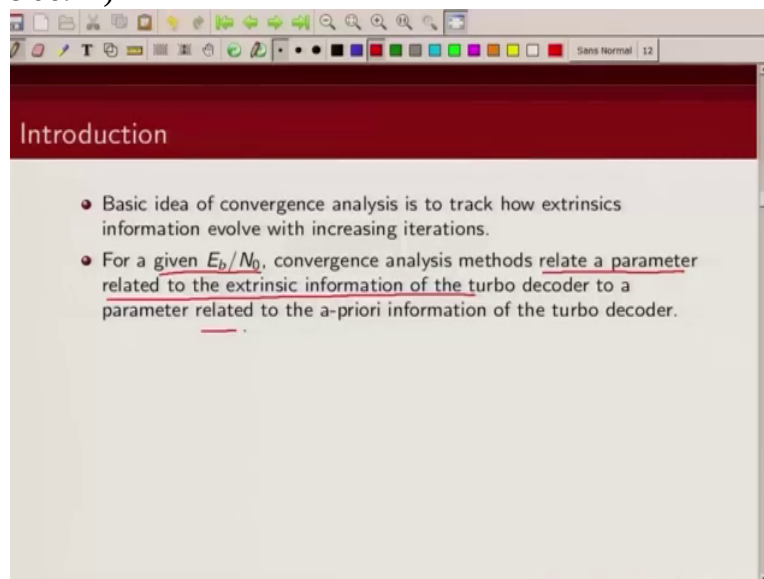 Sans Normal 12
Introduction
Basic idea of convergence analysis is to track how extrinsics
information evolve with increasing iterations.
For a given E_b/N_0, convergence analysis methods relate a parameter
related to the extrinsic information of the turbo decoder to a
parameter related to the a-priori information of the turbo decoder.